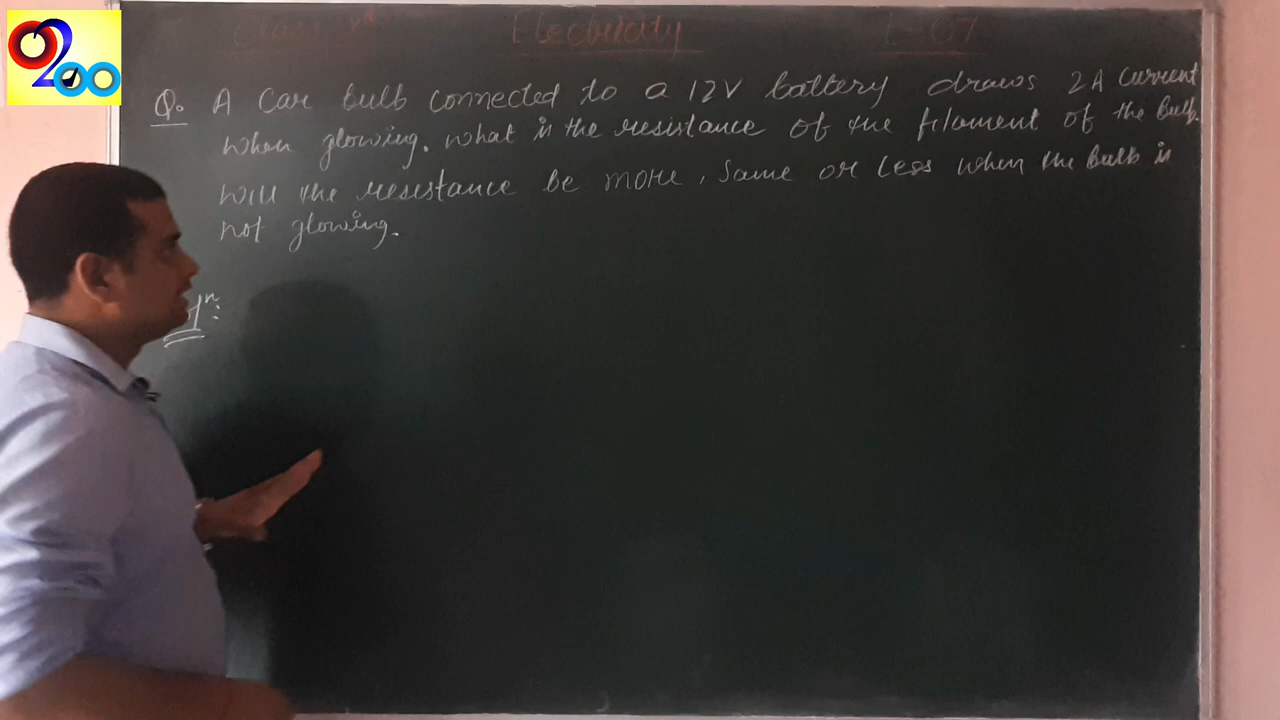 Class-X
Electricity
L-07
Q. A Car bulb connected to a 12V battery draws 2A current
when glowing. what is the resistance of the filament of the Bulb.
will the resistance be more, Same or Less when the bulb is
not glowing.